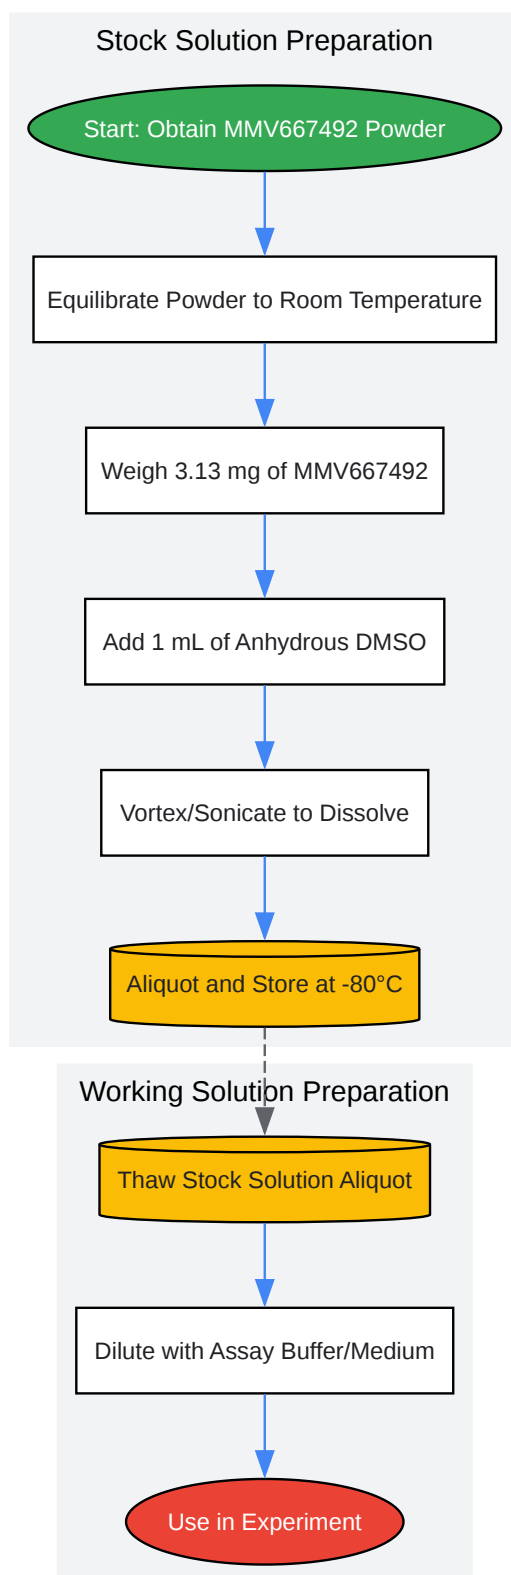 Stock Solution Preparation
Start: Obtain MMV667492 Powder
Equilibrate Powder to Room Temperature
Weigh 3.13 mg of MMV667492
Add 1 mL of Anhydrous DMSO
Vortex/Sonicate to Dissolve
Aliquot and Store at -80°C
Working Solution Preparation
Thaw Stock Solution Aliquot
Dilute with Assay Buffer/Medium
Use in Experiment